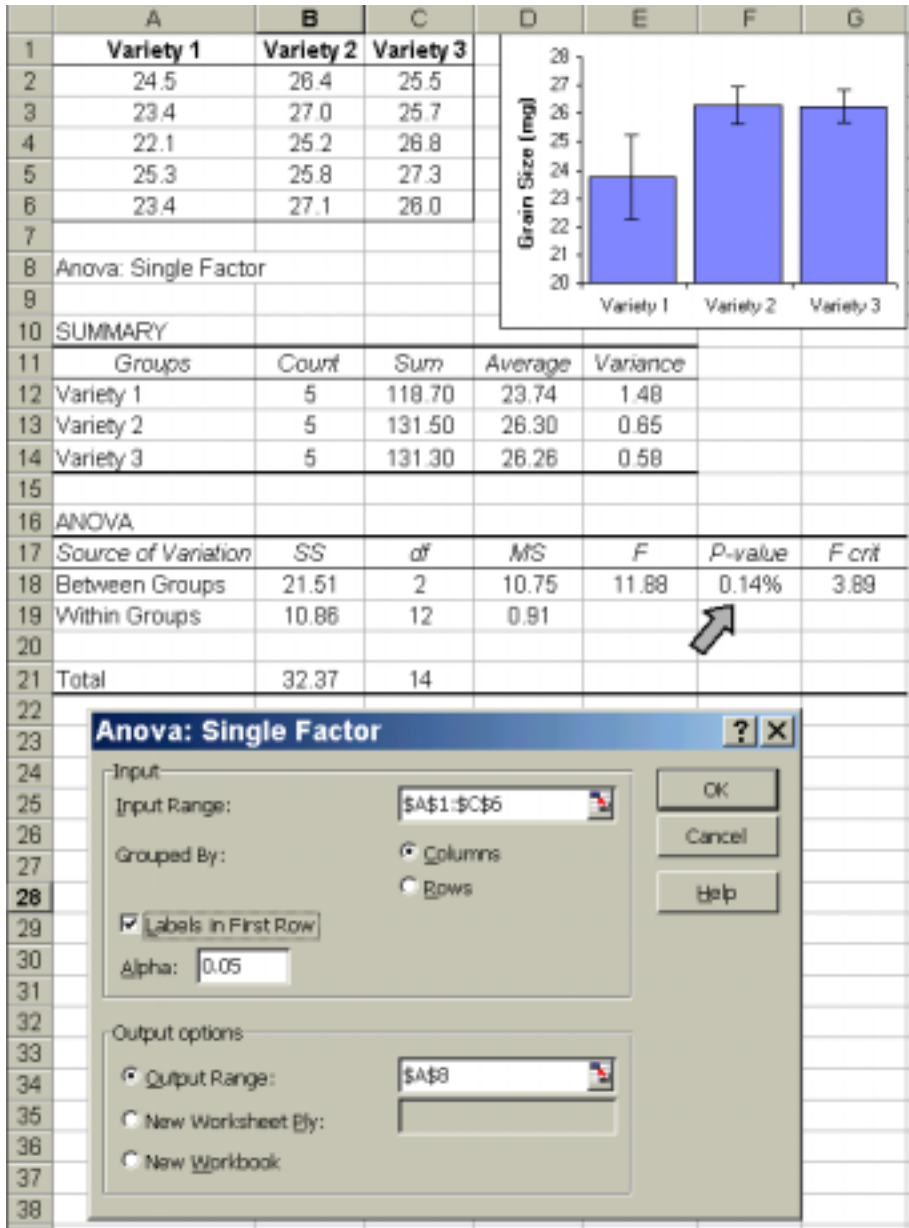 A B C D E F G
1 Variety 1 Variety 2 Variety 3
2 24.5 26.4 25.5
3 23.4 27.0 25.7
4 22.1 25.2 26.8
5 25.3 25.8 27.3
6 23.4 27.1 26.0
7
28
27
26
25
24
23
22
21
20
Grain Size (mg)
Variety 1 Variety 2 Variety 3
8 Anova: Single Factor
9
10 SUMMARY
11 Groups Count Sum Average Variance
12 Variety 1 5 118.70 23.74 1.48
13 Variety 2 5 131.50 26.30 0.65
14 Variety 3 5 131.30 26.26 0.58
15
16 ANOVA
17 Source of Variation SS df MS F P-value F crit
18 Between Groups 21.51 2 10.75 11.88 0.14% 3.89
19 Within Groups 10.86 12 0.91
20
21 Total 32.37 14
22
23
24
25
26
27
28
29
30
31
32
33
34
35
36
37
38
Anova: Single Factor ? X
Input
Input Range: $A$1:$C$6
Grouped By: Columns
Rows
Labels in First Row
Alpha: 0.05
OK
Cancel
Help
Output options
Output Range: $A$8
New Worksheet Ply:
New Workbook